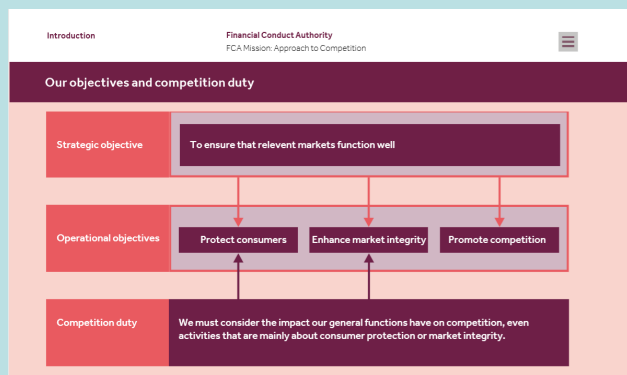 Introduction
Financial Conduct Authority
FCA Mission: Approach to Competition
Our objectives and competition duty
Strategic objective
To ensure that relevent markets function well
Operational objectives
Protect consumers
Enhance market integrity
Promote competition
Competition duty
We must consider the impact our general functions have on competition, even
activities that are mainly about consumer protection or market integrity.